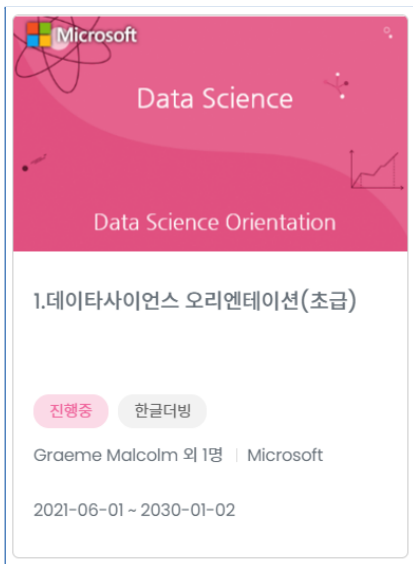 Microsoft
Data Science
Data Science Orientation
1.데이타사이언스 오리엔테이션(초급)
진행중 한글더빙
Graeme Malcolm 외 1명 | Microsoft
2021-06-01 ~ 2030-01-02